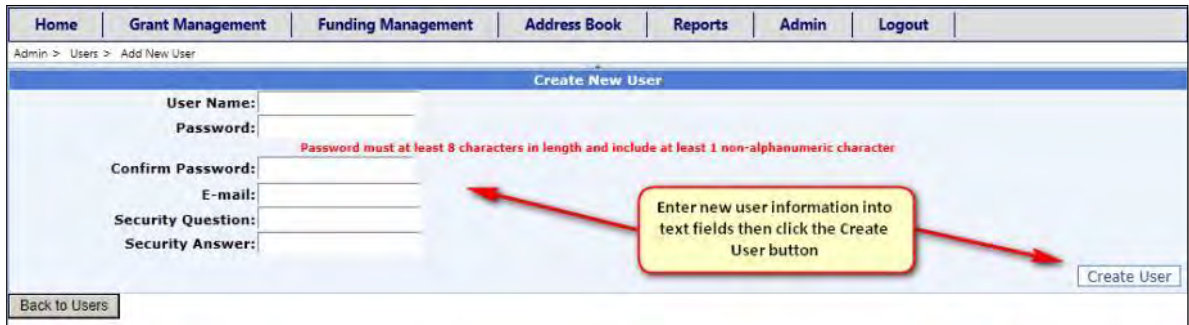 Home Grant Management Funding Management Address Book Reports Admin Logout
Admin > Users > Add New User
Create New User
User Name:
Password:
Password must at least 8 characters in length and include at least 1 non-alphanumeric character
Confirm Password:
E-mail:
Security Question:
Security Answer:
Enter new user information into
text fields then click the Create
User button
Create User
Back to Users